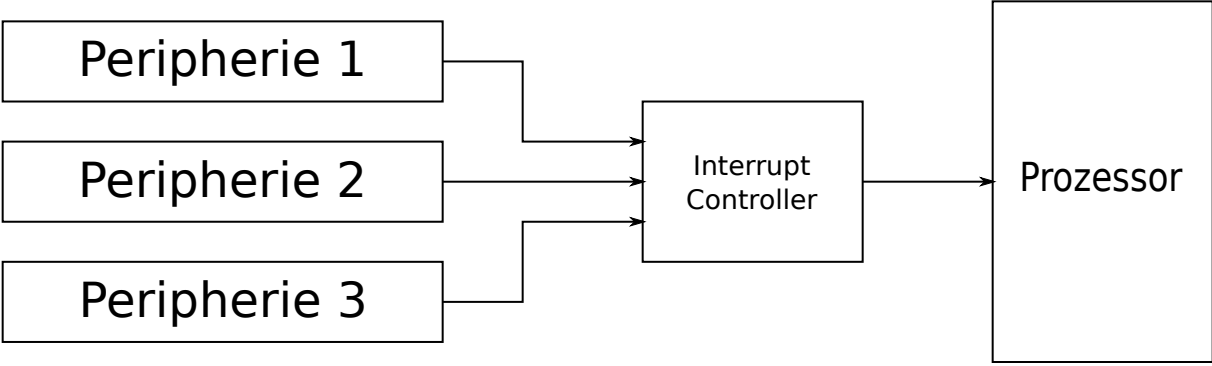 Peripherie 1
Peripherie 2
Peripherie 3
Interrupt
Controller
Prozessor